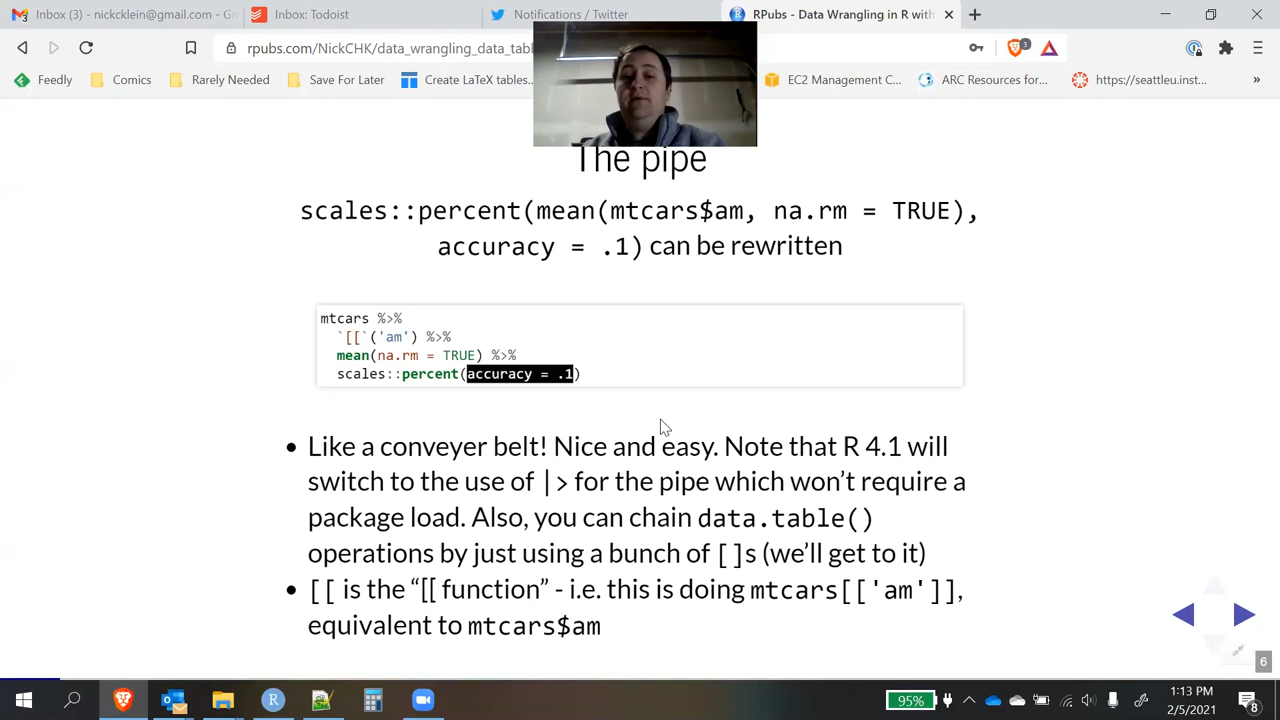 nickcklein@gmail.com - Gm
Inbox: Todoist
Notifications / Twitter
RPubs - Data Wrangling in R with
rpubs.com/NickCHK/data_wrangling_data_tabl
3
Feedly
Comics
Rarely Needed
Save For Later
Create LaTeX tables...
EC2 Management C...
ARC Resources for...
https://seattleu.inst...
»
The pipe
scales::percent(mean(mtcars$am, na.rm = TRUE),
accuracy = .1) can be rewritten
mtcars %>%
`[[`('am') %>%
mean(na.rm = TRUE) %>%
scales::percent(accuracy = .1)
• Like a conveyer belt! Nice and easy. Note that R 4.1 will
switch to the use of |> for the pipe which won’t require a
package load. Also, you can chain data.table()
operations by just using a bunch of []s (we’ll get to it)
• [[ is the “[[ function” - i.e. this is doing mtcars[['am']],
equivalent to mtcars$am
6
95%
1:13 PM
2/5/2021
8